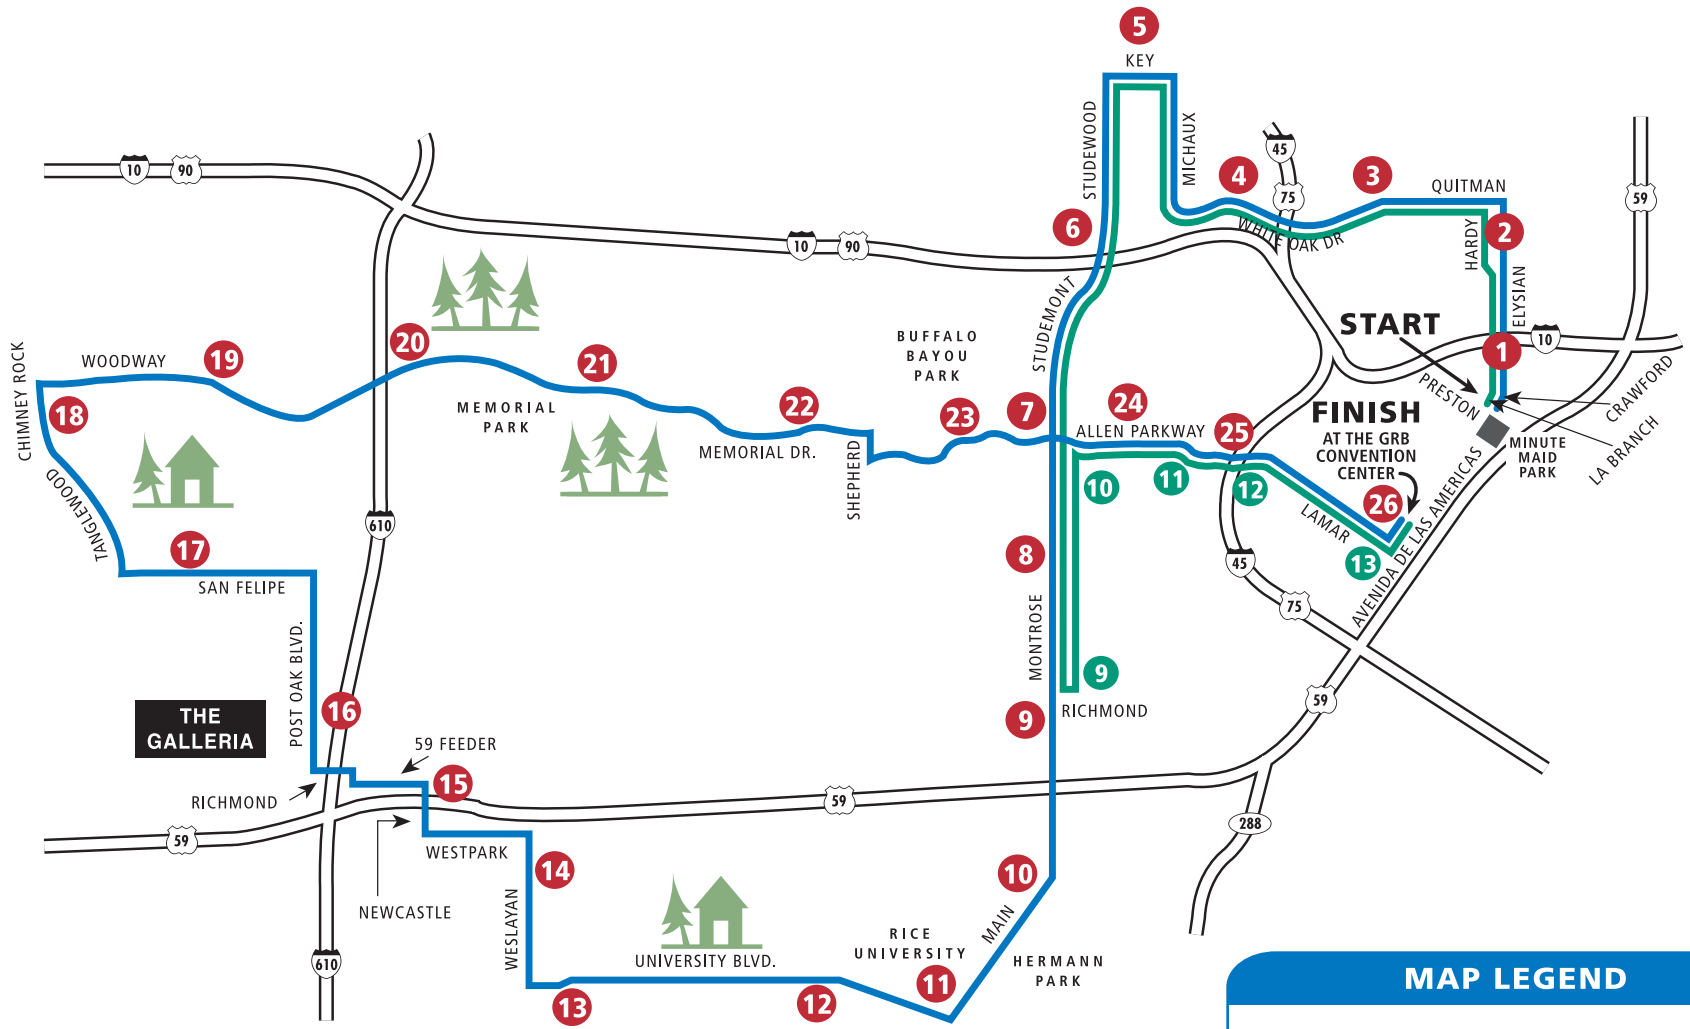 5
KEY
STUDEWOOD
MICHAUX
45
10
90
4
3
QUITMAN
75
59
6
2
WHITE OAK DR
HARDY
10
90
ELYSIAN
STUDEMONT
START
20
BUFFALO
BAYOU
PARK
1
10
WOODWAY
19
21
CHIMNEY ROCK
PRESTON
CRAWFORD
18
MEMORIAL
PARK
22
23
7
24
FINISH
ALLEN PARKWAY
25
AT THE GRB
CONVENTION
CENTER
MINUTE
MAID
PARK
LA BRANCH
MEMORIAL DR.
SHEPHERD
10
11
12
26
TANGLEWOOD
610
LAMAR
AVENIDA DE LAS AMERICAS
17
8
45
13
SAN FELIPE
75
POST OAK BLVD.
MONTROSE
9
16
59
THE
GALLERIA
9
RICHMOND
59 FEEDER
15
RICHMOND
59
59
288
WESTPARK
14
10
NEWCASTLE
WESLAYAN
MAIN
RICE
UNIVERSITY
610
UNIVERSITY BLVD.
HERMANN
PARK
11
13
12
MAP LEGEND